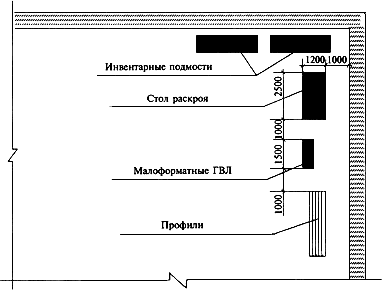 1200 1000
Инвентарные подмости
2500
Стол раскроя
1000
1500
Малоформатные ГВЛ
1000
Профили